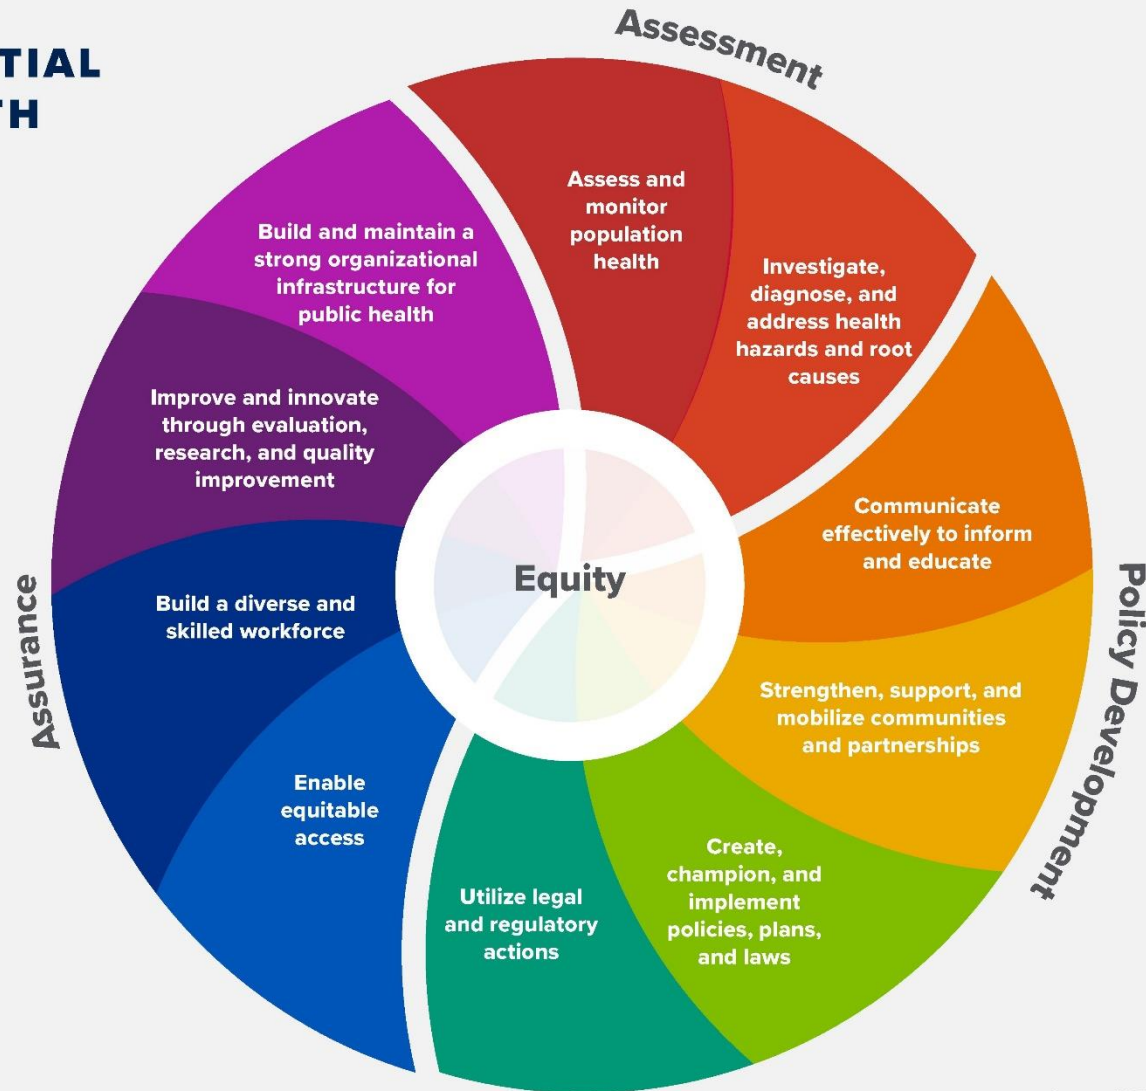 TIAL
TH
Assessment
Assess and
monitor
population
health
Investigate,
diagnose, and
address health
hazards and root
causes
Policy Development
Communicate
effectively to inform
and educate
Strengthen, support, and
mobilize communities
and partnerships
Create,
champion, and
implement
policies, plans,
and laws
Utilize legal
and regulatory
actions
Assurance
Enable
equitable
access
Build a diverse and
skilled workforce
Improve and innovate
through evaluation,
research, and quality
improvement
Build and maintain a
strong organizational
infrastructure for
public health
Equity